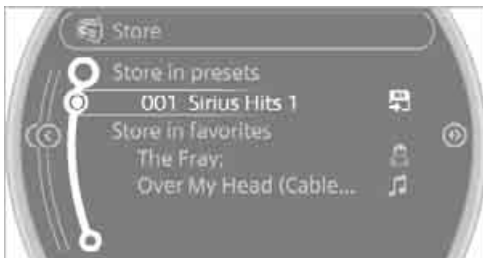 Store
Store in presets
001 Sirius Hits 1
Store in favorites
The Fray:
Over My Head (Cable...